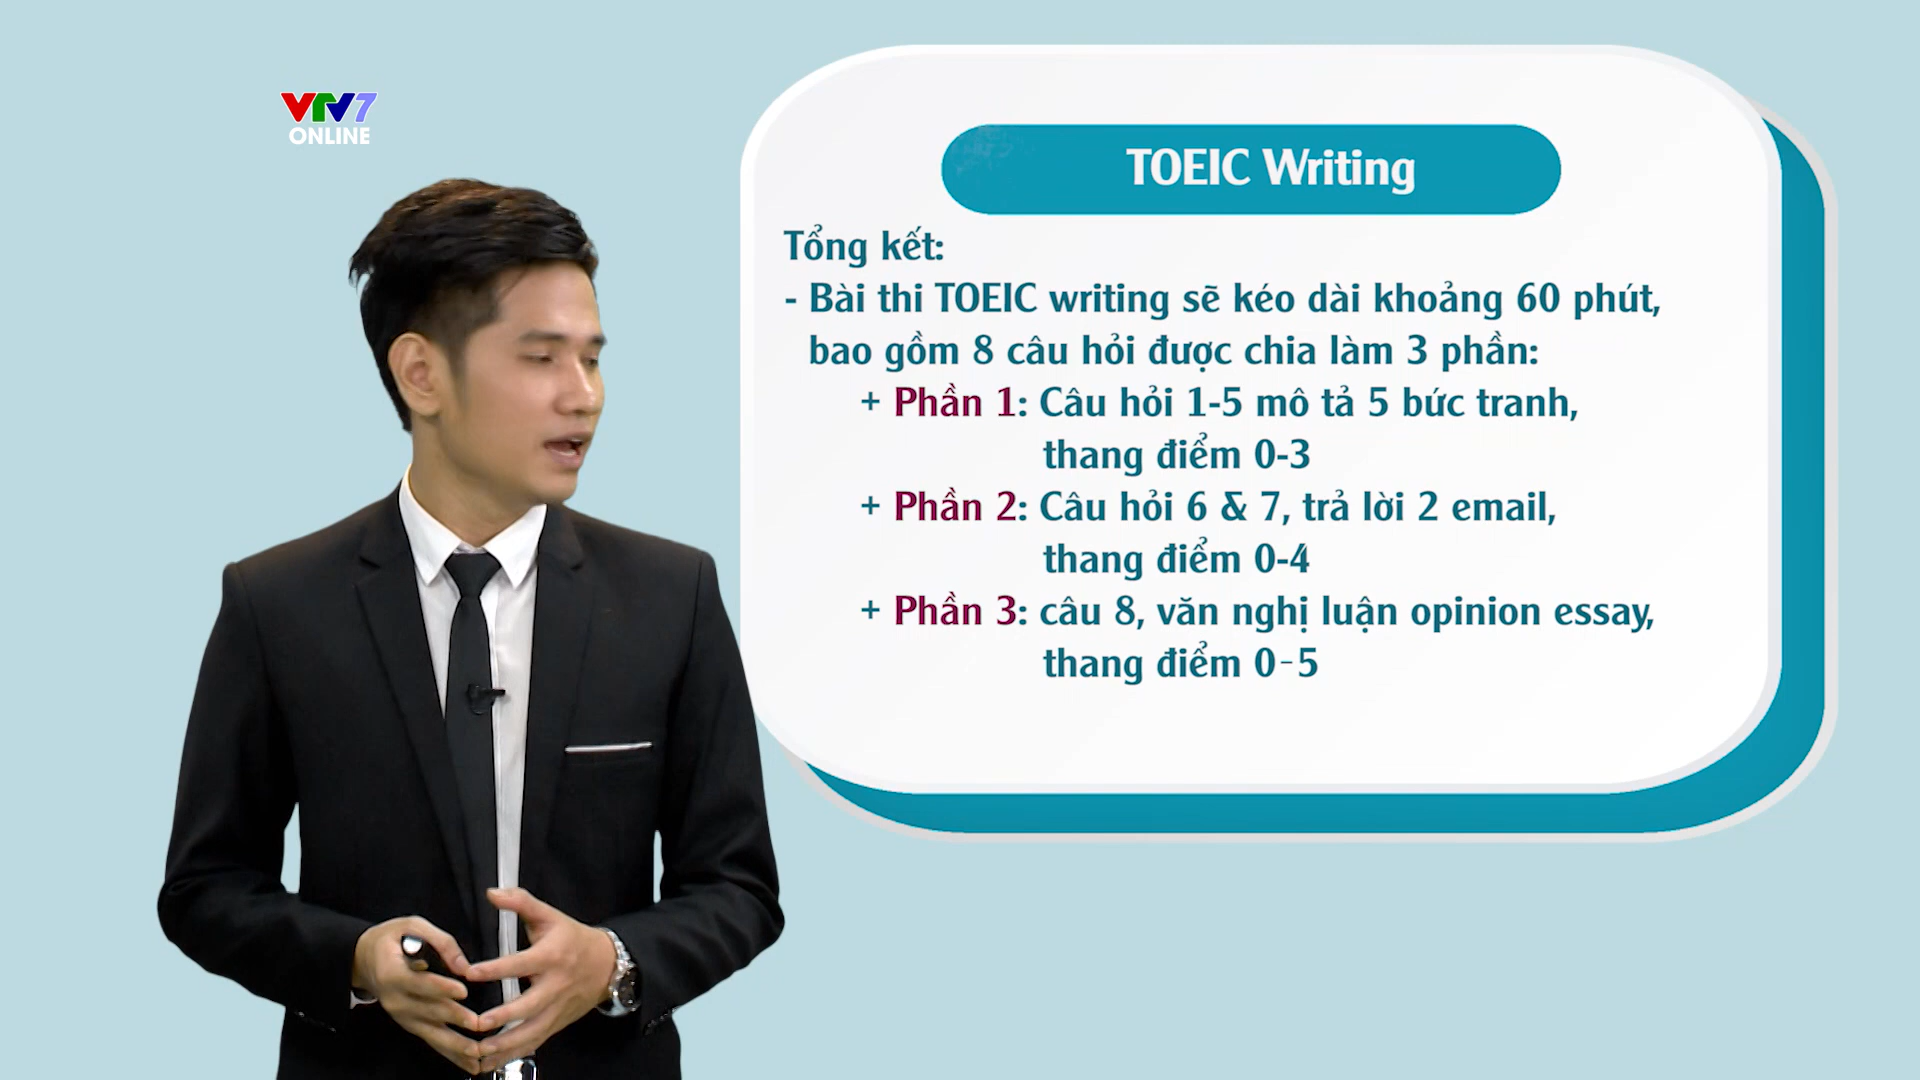 VTV7
ONLINE
TOEIC Writing
Tổng kết:
- Bài thi TOEIC writing sẽ kéo dài khoảng 60 phút,
bao gồm 8 câu hỏi được chia làm 3 phần:
+ Phần 1: Câu hỏi 1-5 mô tả 5 bức tranh,
thang điểm 0-3
+ Phần 2: Câu hỏi 6 & 7, trả lời 2 email,
thang điểm 0-4
+ Phần 3: câu 8, văn nghị luận opinion essay,
thang điểm 0-5